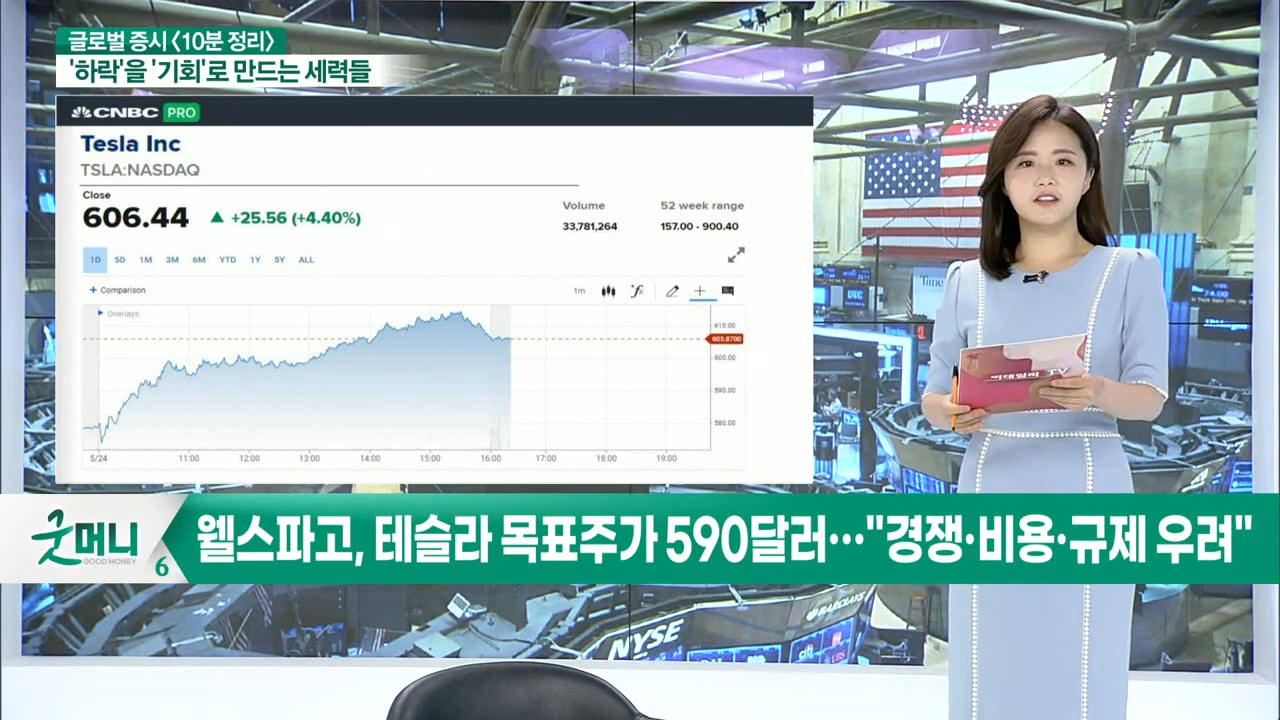 글로벌 증시 <10분 정리>
'하락'을 '기회'로 만드는 세력들
CNBC PRO
Tesla Inc
TSLA:NASDAQ
Close
606.44 ▲ +25.56 (+4.40%)
Volume
33,781,264
52 week range
157.00 - 900.40
1D 5D 1M 3M 6M YTD 1Y 5Y ALL
+ Comparison
1m
Overlays
610.00
605.8700
600.00
590.00
580.00
5/24 11:00 12:00 13:00 14:00 15:00 16:00 17:00 18:00 19:00
굿머니
GOOD MONEY
6
웰스파고, 테슬라 목표주가 590달러…"경쟁·비용·규제 우려"
NYSE
BARCLAYS
citi
UBS